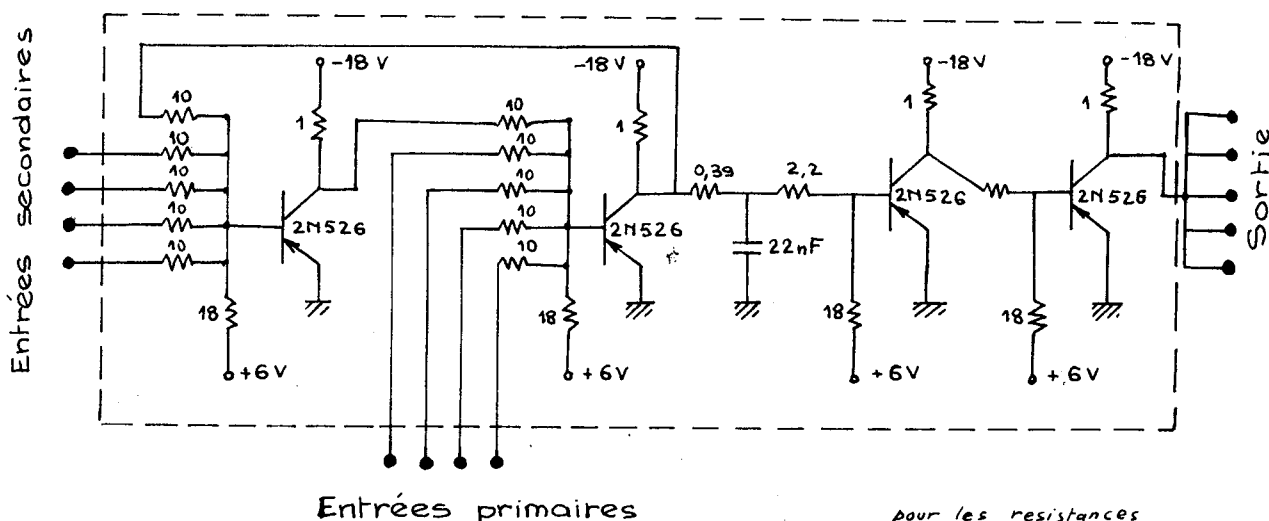 Entrées secondaires
-18 V
-18 V
-18 V
-18 V
10
1
10
1
1
1
10
10
10
10
10
10
10
0,39
2,2
2N526
2N526
2N526
2N526
10
22nF
18
18
18
18
+6V
+6V
+6V
+6V
Sortie
Entrées primaires
pour les resistances